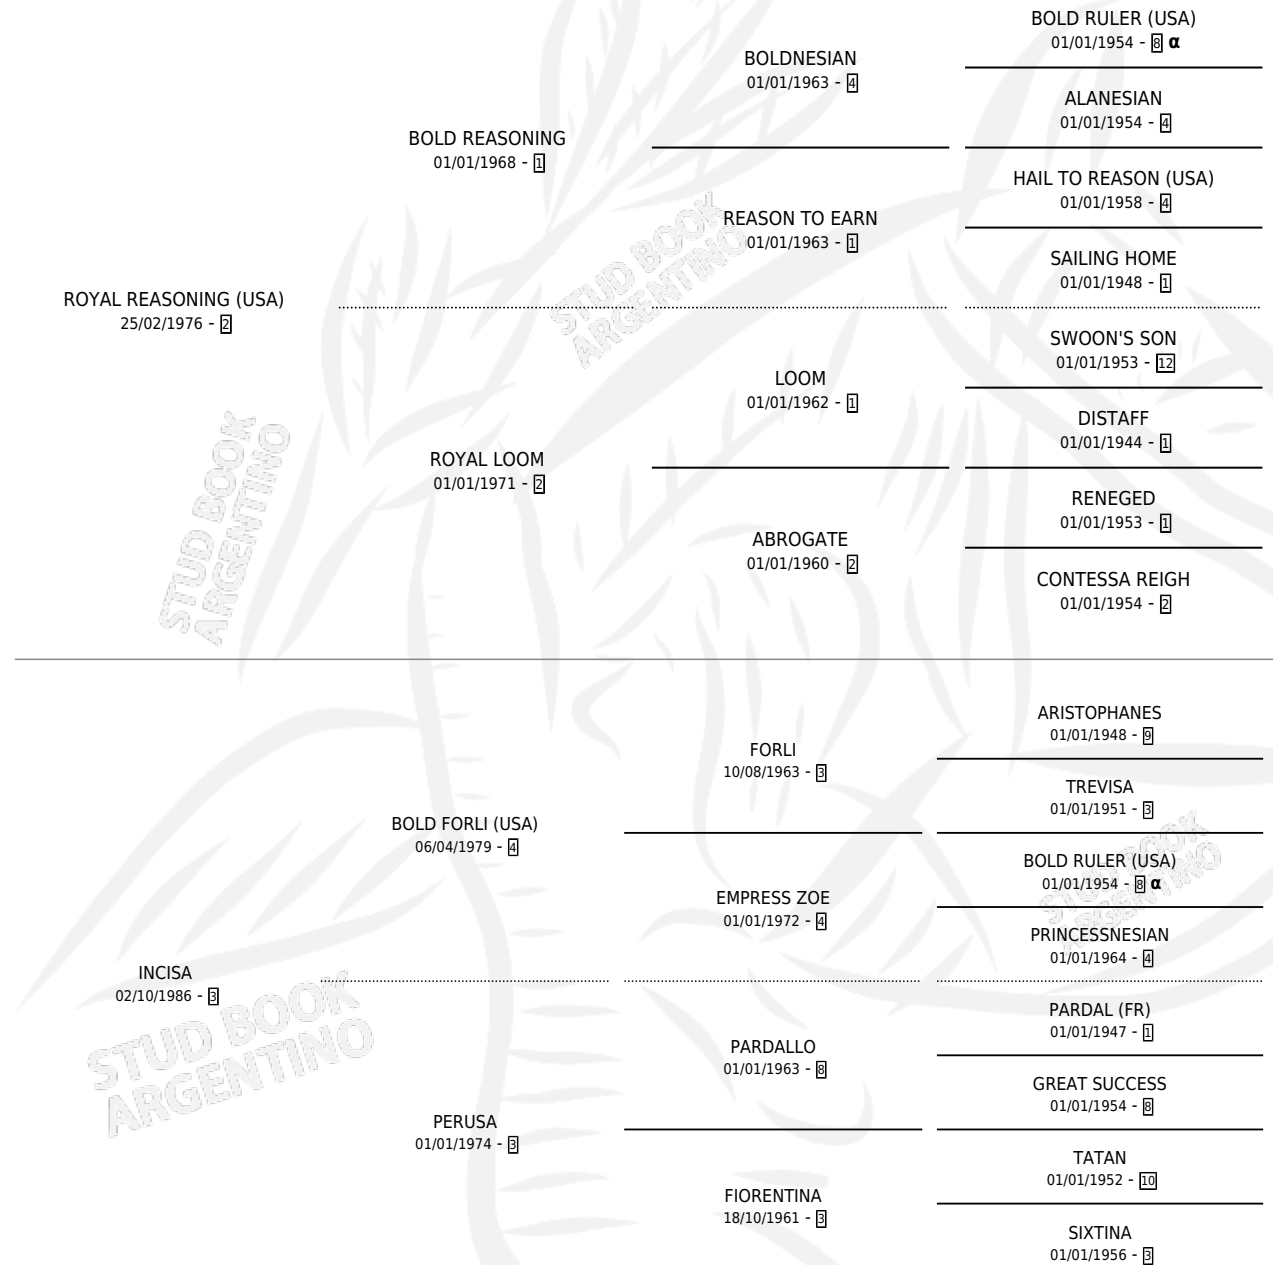 BOLD RULER (USA)
01/01/1954 - 8 α
BOLDNESIAN
01/01/1963 - 4
ALANESIAN
01/01/1954 - 4
BOLD REASONING
01/01/1968 - 1
HAIL TO REASON (USA)
01/01/1958 - 4
REASON TO EARN
01/01/1963 - 1
SAILING HOME
01/01/1948 - 1
ROYAL REASONING (USA)
25/02/1976 - 2
SWOON'S SON
01/01/1953 - 12
LOOM
01/01/1962 - 1
DISTAFF
01/01/1944 - 1
ROYAL LOOM
01/01/1971 - 2
RENEGED
01/01/1953 - 1
ABROGATE
01/01/1960 - 2
CONTESSA REIGH
01/01/1954 - 2
STUD BOOK
ARGENTINO
STUD BOOK
ARGENTINO
ARISTOPHANES
01/01/1948 - 9
FORLI
10/08/1963 - 3
TREVISA
01/01/1951 - 3
BOLD FORLI (USA)
06/04/1979 - 4
BOLD RULER (USA)
01/01/1954 - 8 α
EMPRESS ZOE
01/01/1972 - 4
PRINCESSNESIAN
01/01/1964 - 4
INCISA
02/10/1986 - 3
PARDAL (FR)
01/01/1947 - 1
PARDALLO
01/01/1963 - 8
GREAT SUCCESS
01/01/1954 - 8
PERUSA
01/01/1974 - 3
TATAN
01/01/1952 - 10
FIORENTINA
18/10/1961 - 3
SIXTINA
01/01/1956 - 3
STUD BOOK
ARGENTINO
STUD BOOK
ARGENTINO